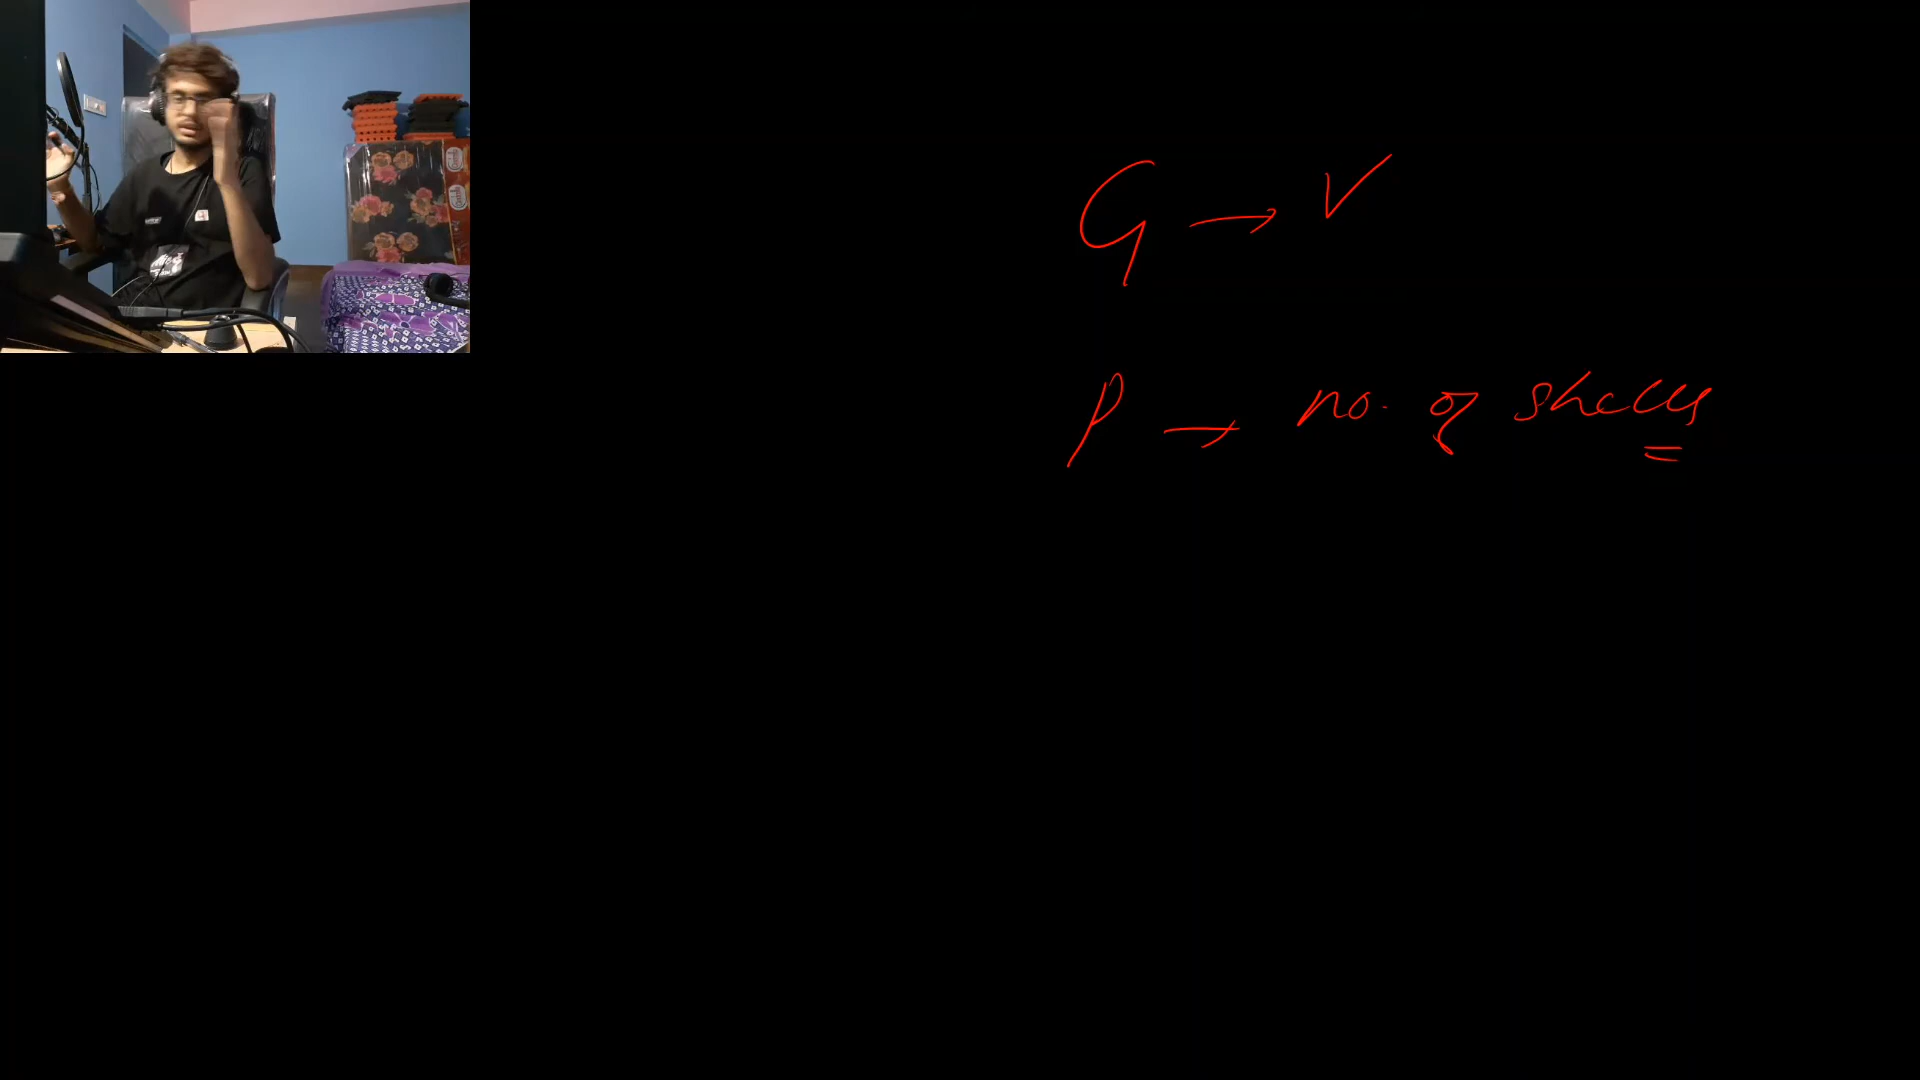 G → V
P → no. of shells